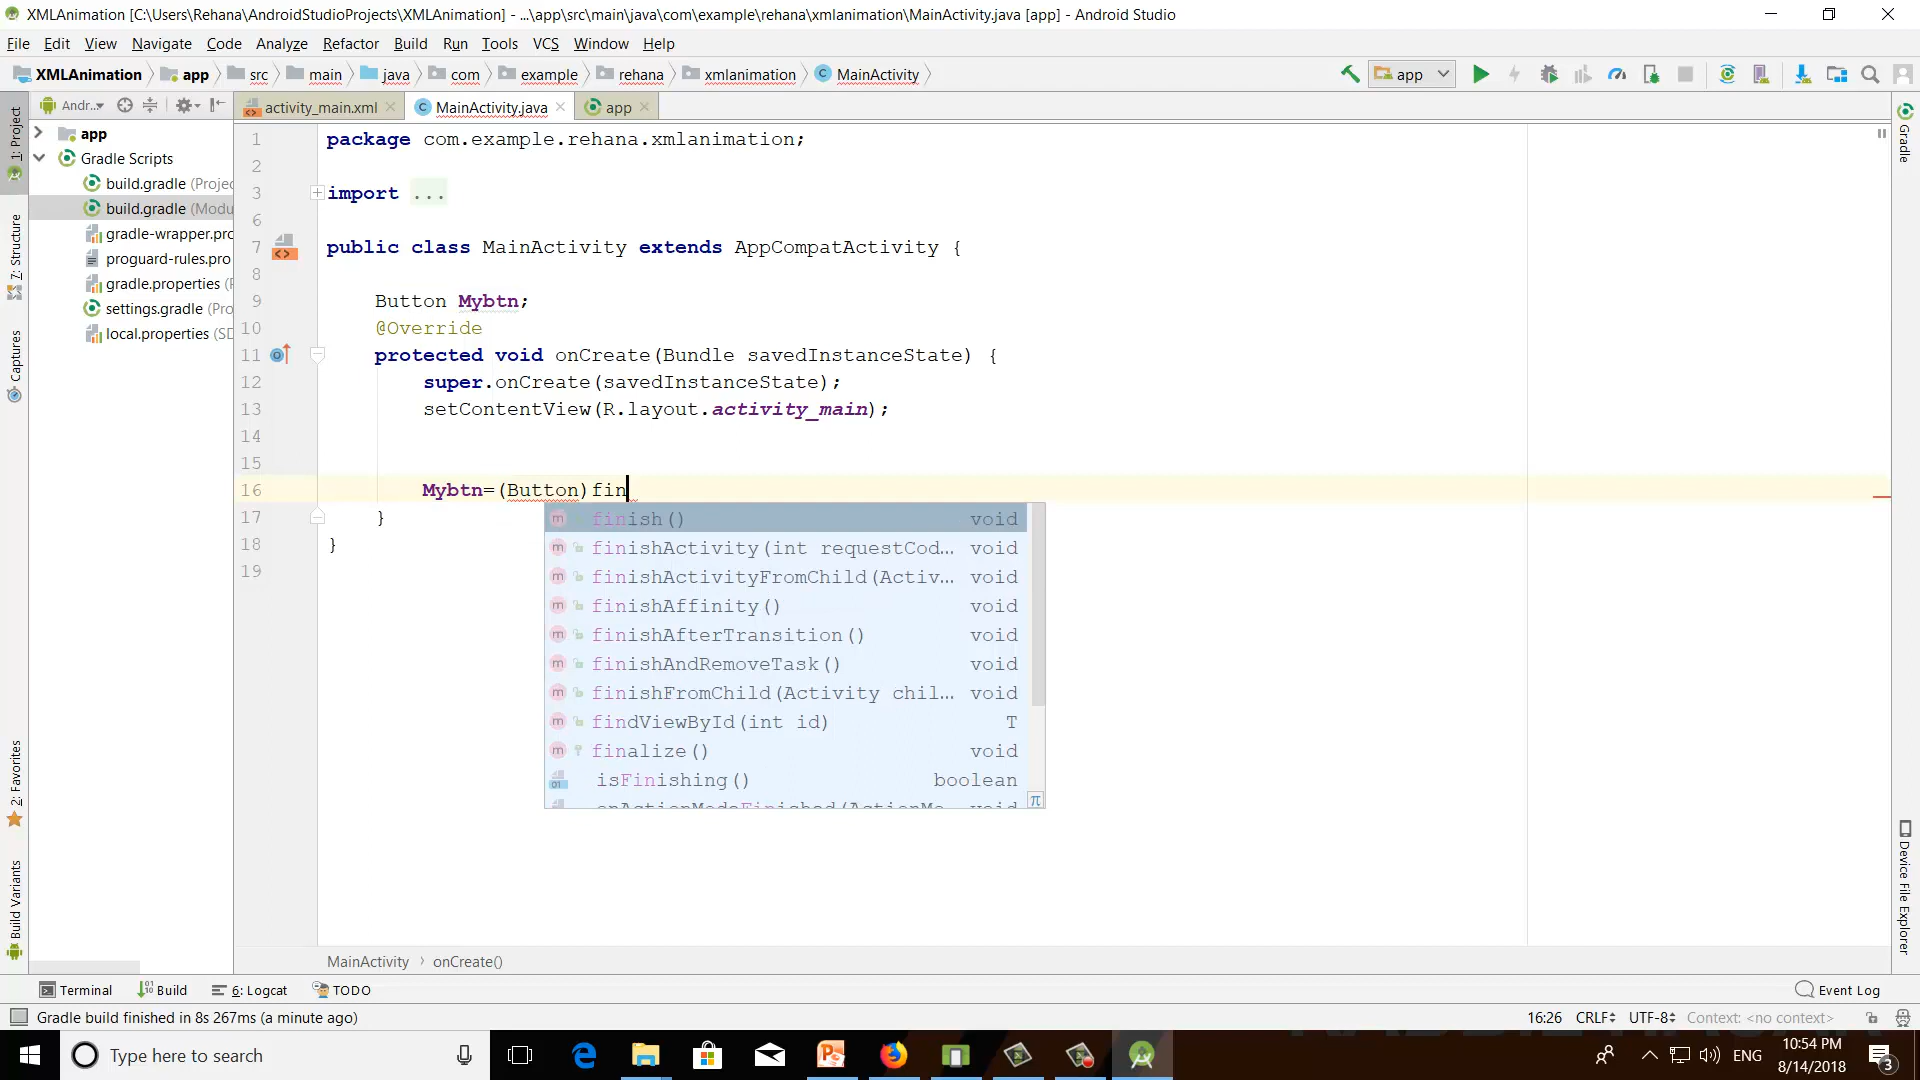 XMLAnimation [C:\Users\Rehana\AndroidStudioProjects\XMLAnimation] - ...\app\src\main\java\com\example\rehana\xmlanimation\MainActivity.java [app] - Android Studio
File Edit View Navigate Code Analyze Refactor Build Run Tools VCS Window Help
XMLAnimation app src main java com example rehana xmlanimation MainActivity app
Andr... activity_main.xml MainActivity.java app
1: Project
7: Structure
Captures
2: Favorites
Build Variants
app
Gradle Scripts
build.gradle (Projec
build.gradle (Modu
gradle-wrapper.pro
proguard-rules.pro
gradle.properties (P
settings.gradle (Pro
local.properties (SD
1 package com.example.rehana.xmlanimation;
2
3 import ...
6
7 public class MainActivity extends AppCompatActivity {
8
9 Button Mybtn;
10 @Override
11 protected void onCreate(Bundle savedInstanceState) {
12 super.onCreate(savedInstanceState);
13 setContentView(R.layout.activity_main);
14
15
16 Mybtn=(Button)fin
17 }
18 }
19
finish() void
finishActivity(int requestCod... void
finishActivityFromChild(Activ... void
finishAffinity() void
finishAfterTransition() void
finishAndRemoveTask() void
finishFromChild(Activity chil... void
findViewById(int id) T
finalize() void
isFinishing() boolean
onActionModeFinished(ActionMo... void
π
Gradle
Device File Explorer
MainActivity › onCreate()
Terminal Build 6: Logcat TODO Event Log
Gradle build finished in 8s 267ms (a minute ago) 16:26 CRLF UTF-8 Context: <no context>
Type here to search ENG 10:54 PM
8/14/2018
3